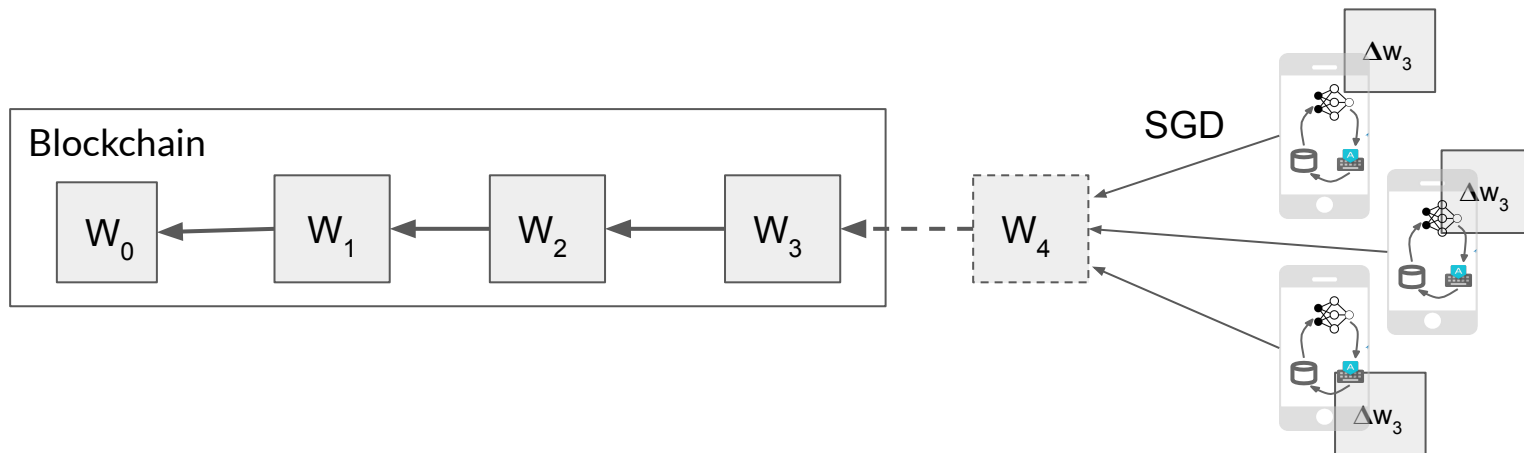 Blockchain
W₀
W₁
W₂
W₃
W₄
SGD
Δw₃
A
Δw₃
A
Δw₃
A